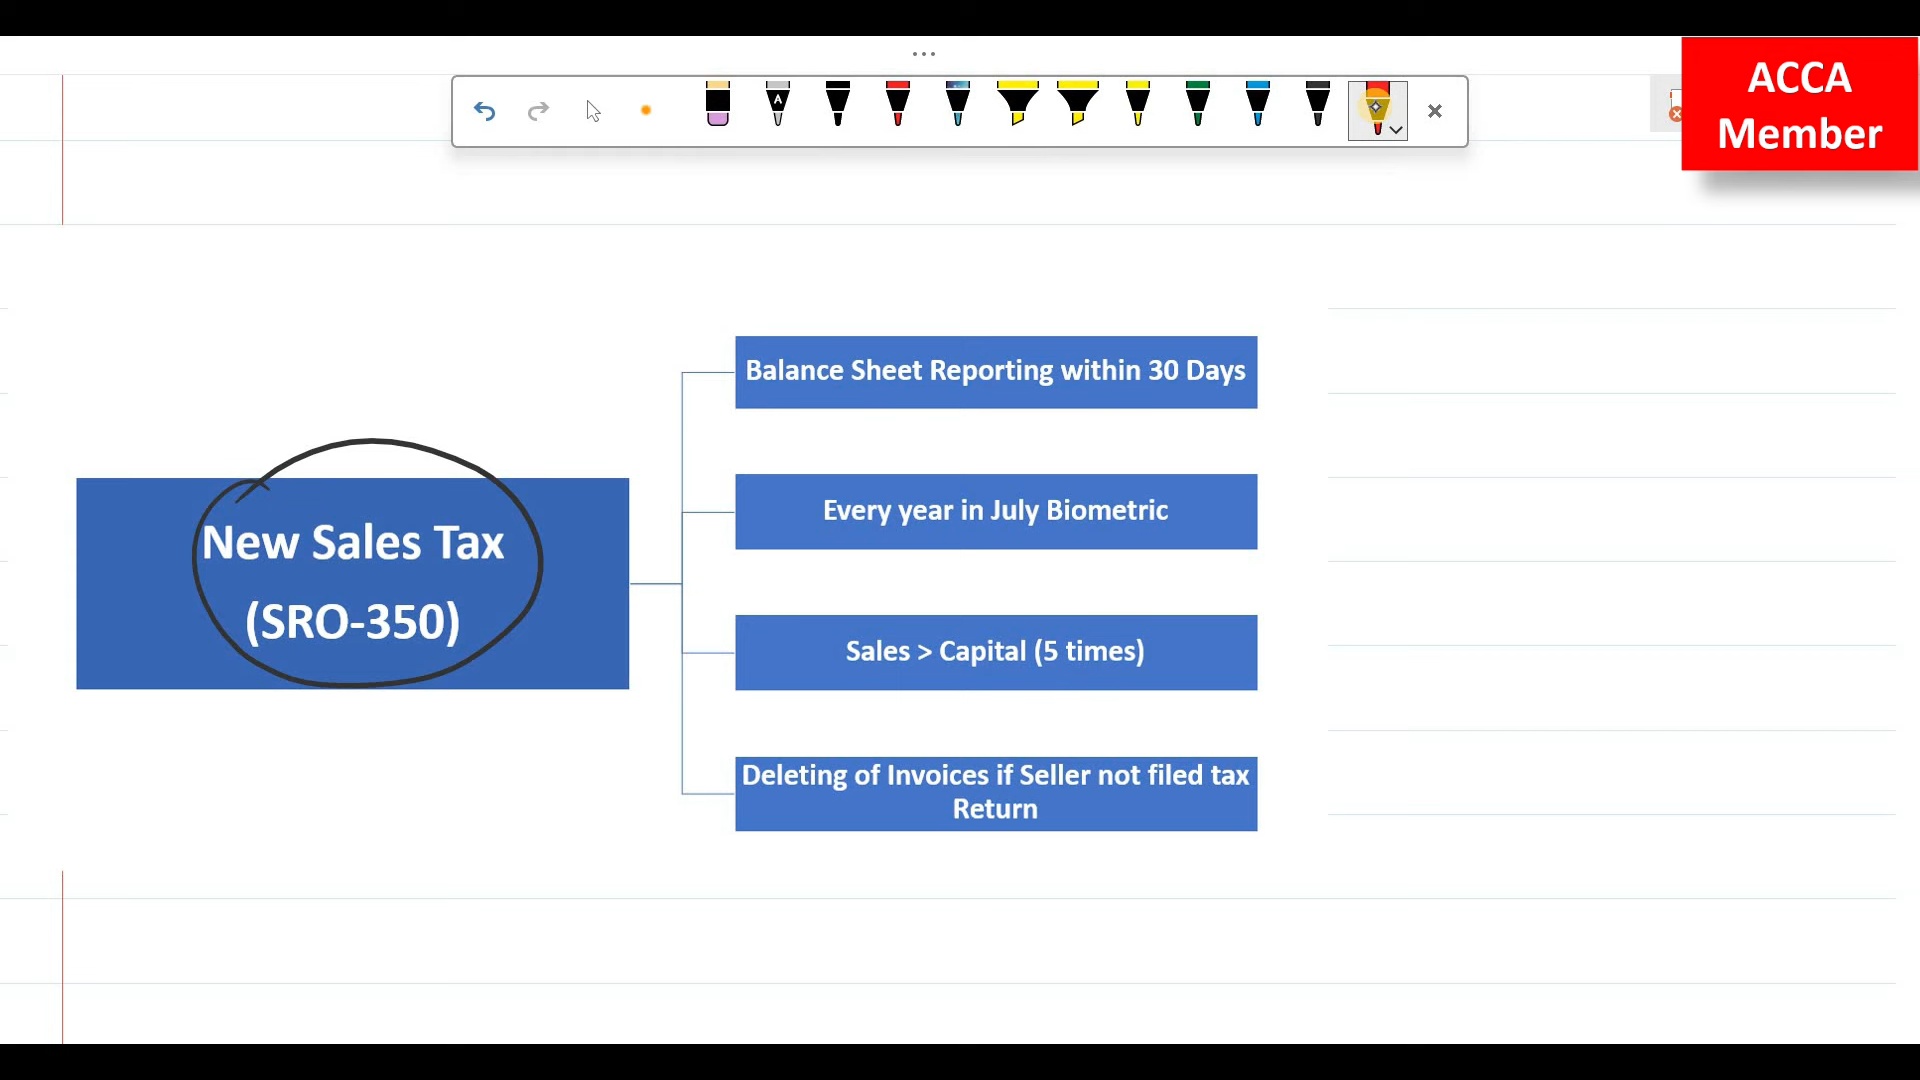 ACCA
Member
A
Balance Sheet Reporting within 30 Days
Every year in July Biometric
New Sales Tax
(SRO-350)
Sales > Capital (5 times)
Deleting of Invoices if Seller not filed tax
Return